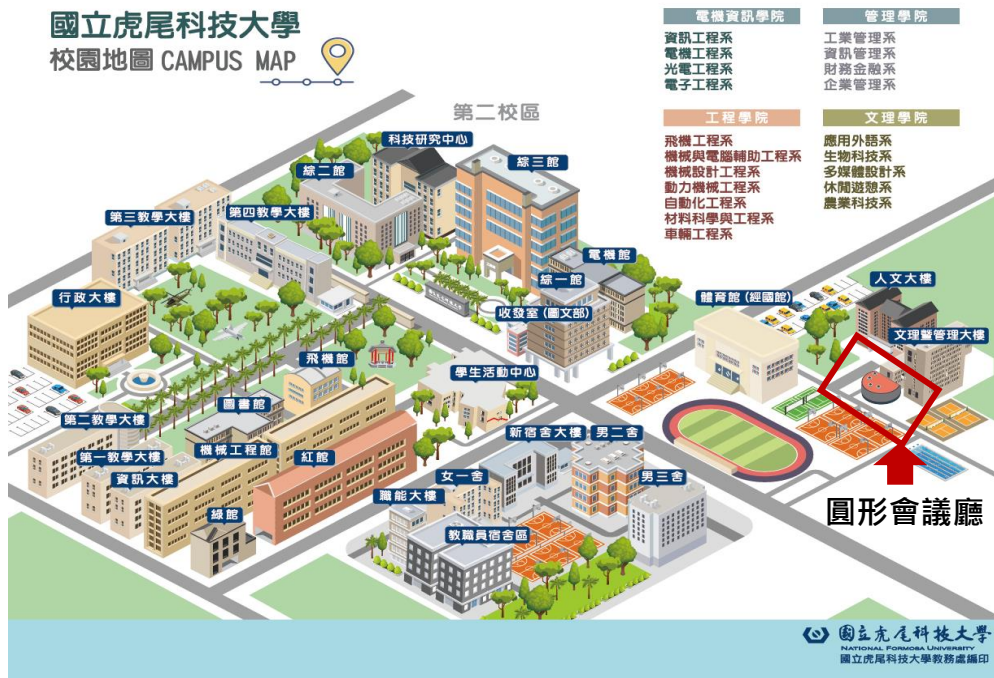 國立虎尾科技大學
校園地圖 CAMPUS MAP
電機資訊學院
資訊工程系
電機工程系
光電工程系
電子工程系
管理學院
工業管理系
資訊管理系
財務金融系
企業管理系
工程學院
飛機工程系
機械與電腦輔助工程系
機械設計工程系
動力機械工程系
自動化工程系
材料科學與工程系
車輛工程系
文理學院
應用外語系
生物科技系
多媒體設計系
休閒遊憩系
農業科技系
第二校區
科技研究中心
綜三館
綜二館
第三教學大樓
第四教學大樓
電機館
綜一館
行政大樓
收發室(圖文部)
體育館(經國館)
人文大樓
文理暨管理大樓
飛機館
學生活動中心
圖書館
第二教學大樓
新宿舍大樓
男二舍
機械工程館
紅館
第一教學大樓
資訊大樓
女一舍
男三舍
職能大樓
綠館
教職員宿舍區
圓形會議廳
國立虎尾科技大學
NATIONAL FORMOSA UNIVERSITY
國立虎尾科技大學教務處編印